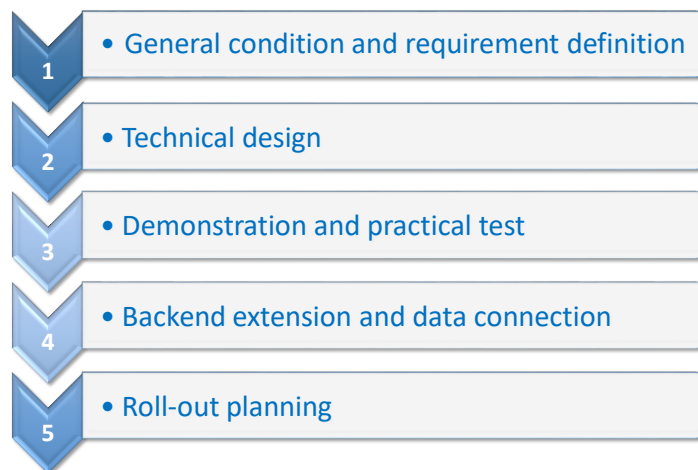 1
• General condition and requirement definition
2
• Technical design
3
• Demonstration and practical test
4
• Backend extension and data connection
5
• Roll-out planning